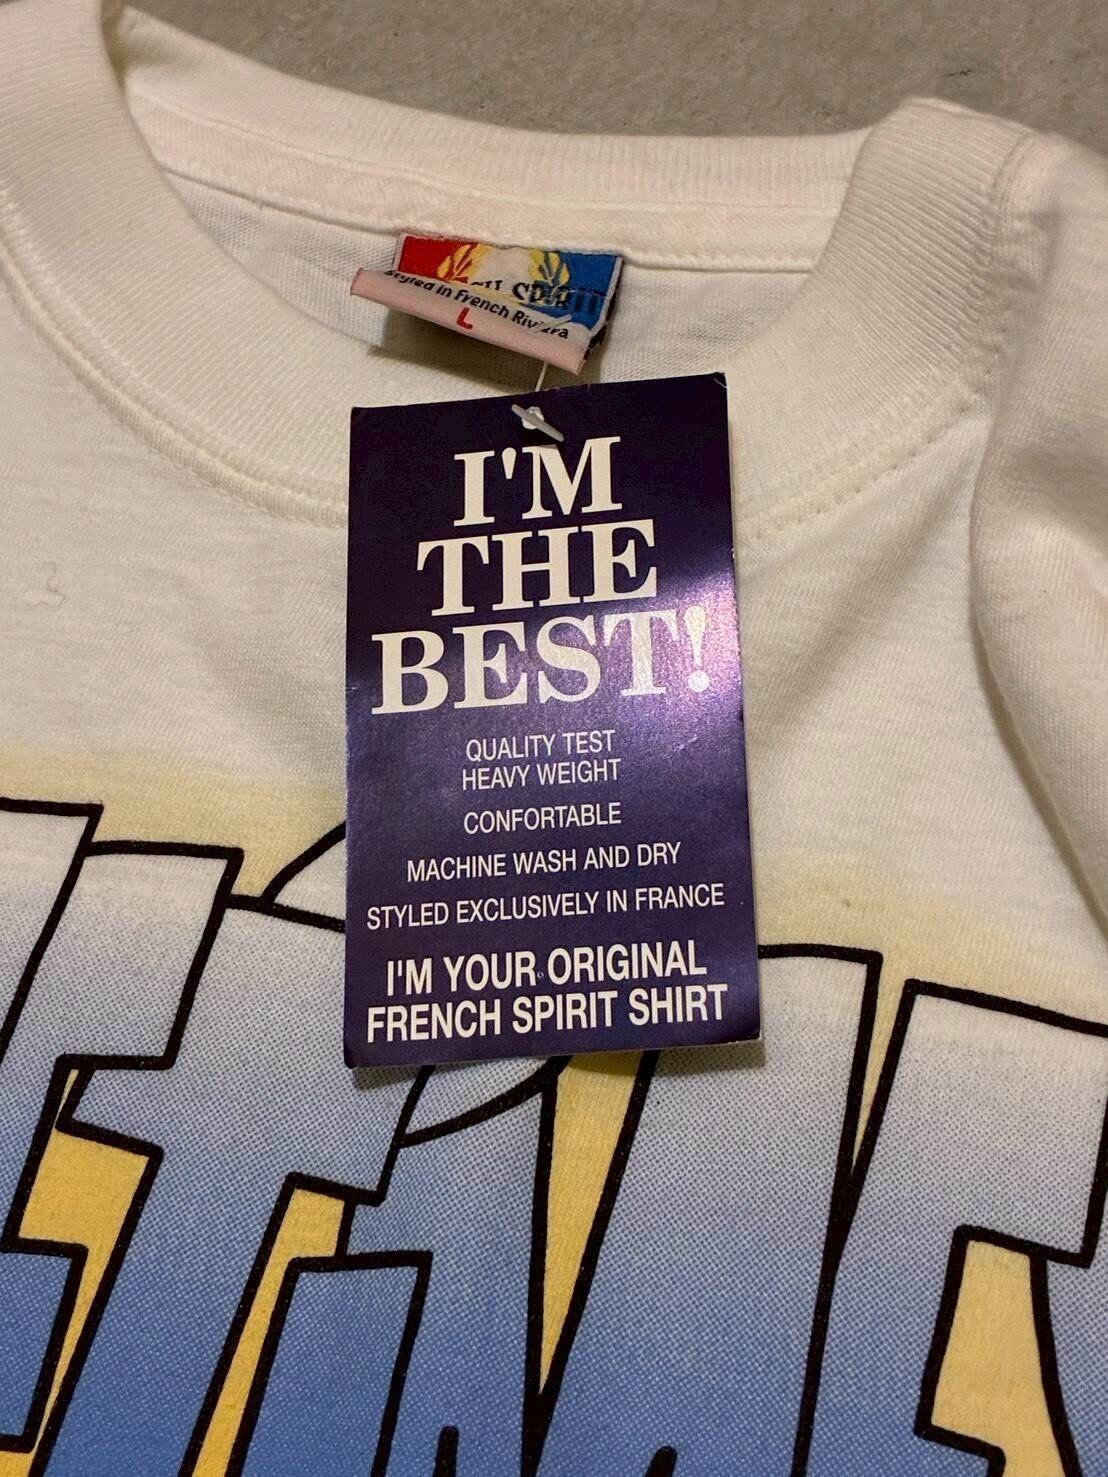 SPIRIT
Styled in French Riviera
L
I'M
THE
BEST!
QUALITY TEST
HEAVY WEIGHT
CONFORTABLE
MACHINE WASH AND DRY
STYLED EXCLUSIVELY IN FRANCE
I'M YOUR ORIGINAL
FRENCH SPIRIT SHIRT